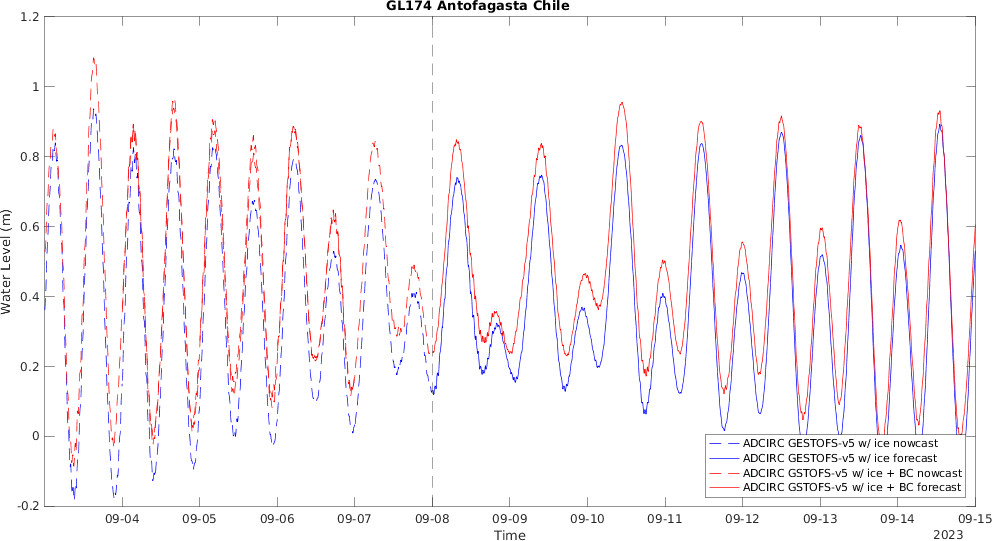 GL174 Antofagasta Chile
1.2
1
0.8
0.6
0.4
0.2
0
-0.2
Water Level (m)
ADCIRC GESTOFS-v5 w/ ice nowcast
ADCIRC GESTOFS-v5 w/ ice forecast
ADCIRC GSTOFS-v5 w/ ice + BC nowcast
ADCIRC GSTOFS-v5 w/ ice + BC forecast
09-04 09-05 09-06 09-07 09-08 09-09 09-10 09-11 09-12 09-13 09-14 09-15
Time
2023